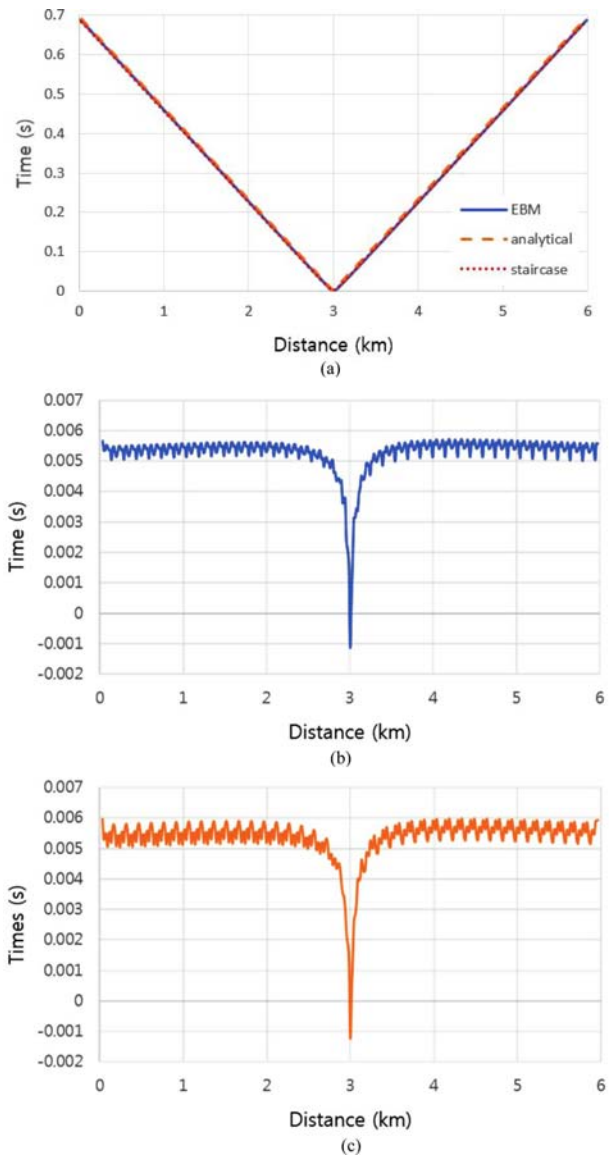 0.7
0.6
0.5
0.4
0.3
0.2
0.1
0
Time (s)
EBM
analytical
staircase
0 1 2 3 4 5 6
Distance (km)
(a)
0.007
0.006
0.005
0.004
0.003
0.002
0.001
0
-0.001
-0.002
Time (s)
0 1 2 3 4 5 6
Distance (km)
(b)
0.007
0.006
0.005
0.004
0.003
0.002
0.001
0
-0.001
-0.002
Times (s)
0 1 2 3 4 5 6
Distance (km)
(c)